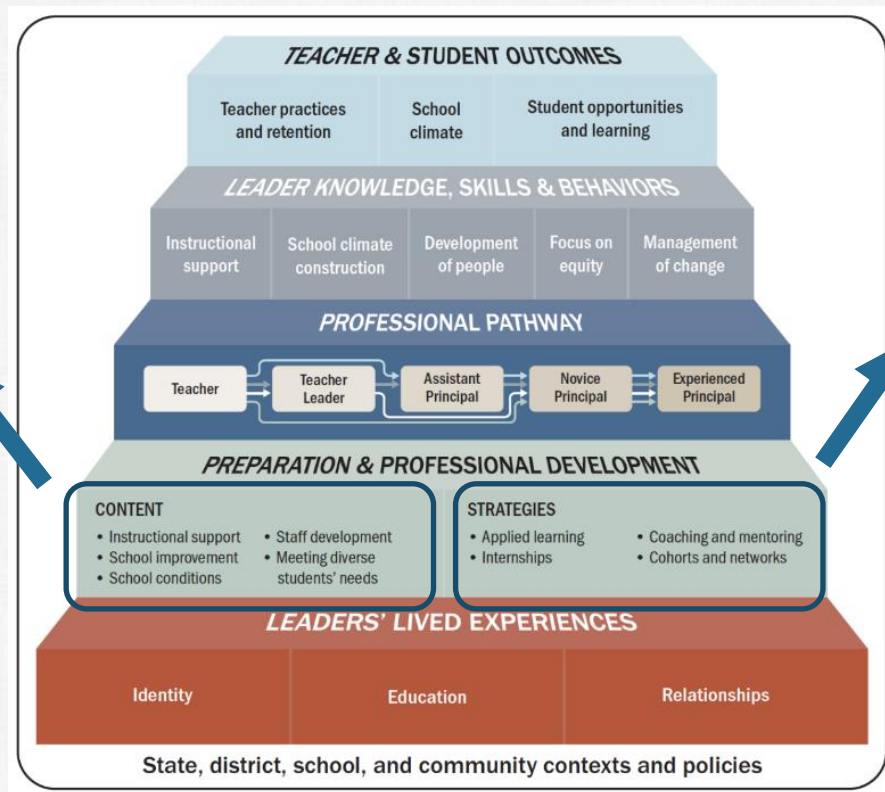 TEACHER & STUDENT OUTCOMES
Teacher practices
and retention
School
climate
Student opportunities
and learning
LEADER KNOWLEDGE, SKILLS & BEHAVIORS
Instructional
support
School climate
construction
Development
of people
Focus on
equity
Management
of change
PROFESSIONAL PATHWAY
Teacher
Teacher
Leader
Assistant
Principal
Novice
Principal
Experienced
Principal
PREPARATION & PROFESSIONAL DEVELOPMENT
CONTENT
• Instructional support
• School improvement
• School conditions
• Staff development
• Meeting diverse
students' needs
STRATEGIES
• Applied learning
• Internships
• Coaching and mentoring
• Cohorts and networks
LEADERS' LIVED EXPERIENCES
Identity
Education
Relationships
State, district, school, and community contexts and policies